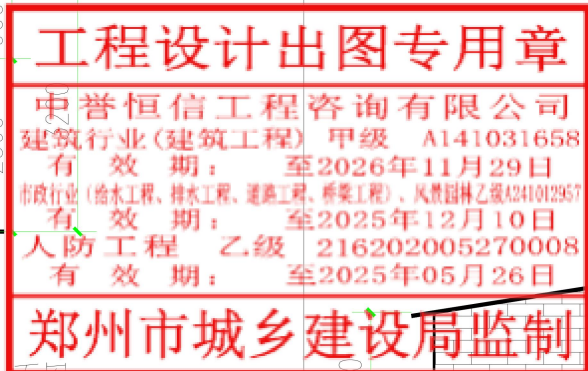 工程设计出图专用章
中誉恒信工程咨询有限公司
建筑行业(建筑工程) 甲级 A141031658
有效期：至2026年11月29日
市政行业（给水工程、排水工程、道路工程、桥梁工程）、风景园林乙级A241012957
有效期：至2025年12月10日
人防工程 乙级 216202005270008
有效期：至2025年05月26日
郑州市城乡建设局监制